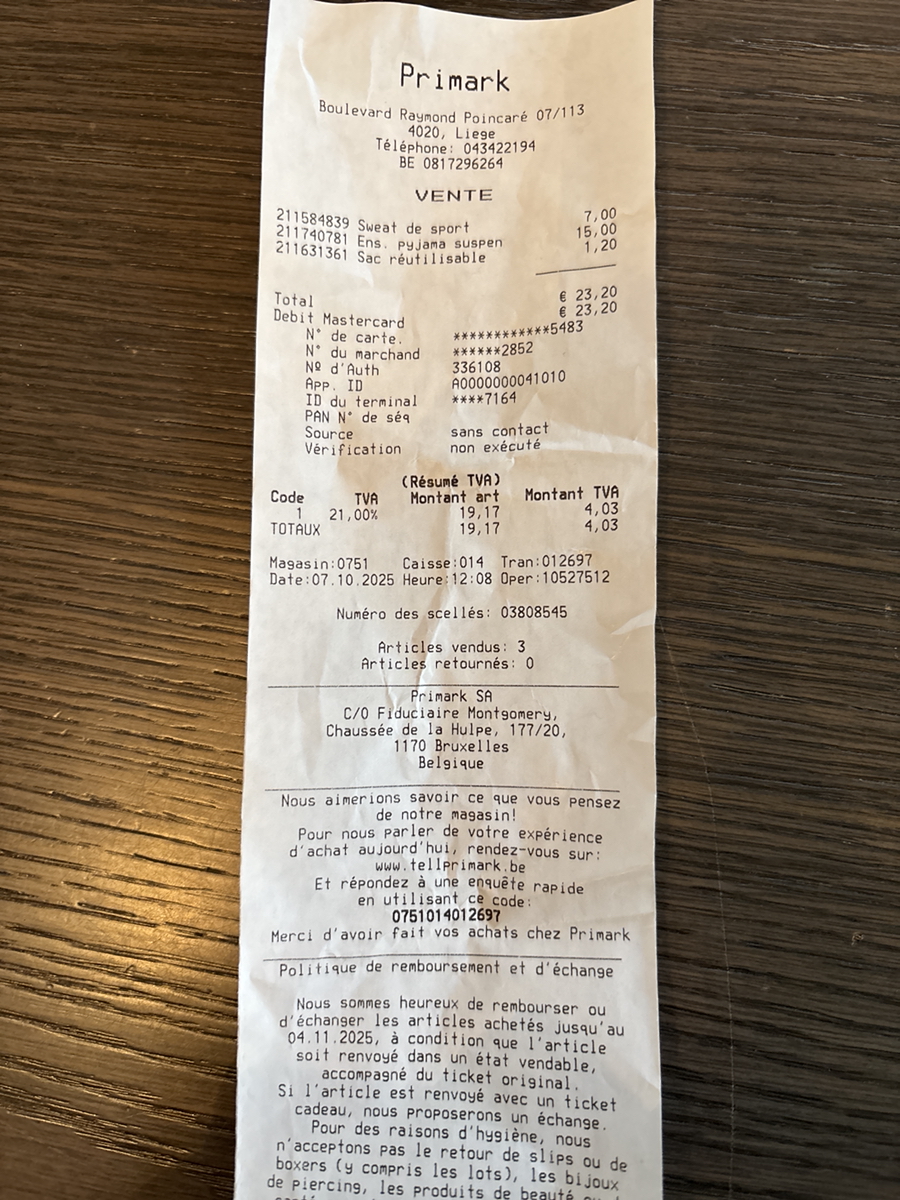 Primark
Boulevard Raymond Poincaré 07/113
4020, Liege
Téléphone: 043422194
BE 0817296264
VENTE
211584839 Sweat de sport 7,00
211740781 Ens. pyjama suspen 15,00
211631361 Sac réutilisable 1,20
Total € 23,20
Debit Mastercard € 23,20
N° de carte. ************5483
N° du marchand ******2852
Nº d'Auth 336108
App. ID A0000000041010
ID du terminal ****7164
PAN N° de séq
Source sans contact
Vérification non exécuté
(Résumé TVA)
Code TVA Montant art Montant TVA
1 21,00% 19,17 4,03
TOTAUX 19,17 4,03
Magasin:0751 Caisse:014 Tran:012697
Date:07.10.2025 Heure:12:08 Oper:10527512
Numéro des scellés: 03808545
Articles vendus: 3
Articles retournés: 0
Primark SA
C/O Fiduciaire Montgomery,
Chaussée de la Hulpe, 177/20,
1170 Bruxelles
Belgique
Nous aimerions savoir ce que vous pensez
de notre magasin!
Pour nous parler de votre expérience
d'achat aujourd'hui, rendez-vous sur:
www.tellprimark.be
Et répondez à une enquête rapide
en utilisant ce code:
0751014012697
Merci d'avoir fait vos achats chez Primark
Politique de remboursement et d'échange
Nous sommes heureux de rembourser ou
d'échanger les articles achetés jusqu'au
04.11.2025, à condition que l'article
soit renvoyé dans un état vendable,
accompagné du ticket original.
Si l'article est renvoyé avec un ticket
cadeau, nous proposerons un échange.
Pour des raisons d'hygiène, nous
n'acceptons pas le retour de slips ou de
boxers (y compris les lots), les bijoux
de piercing, les produits de beauté